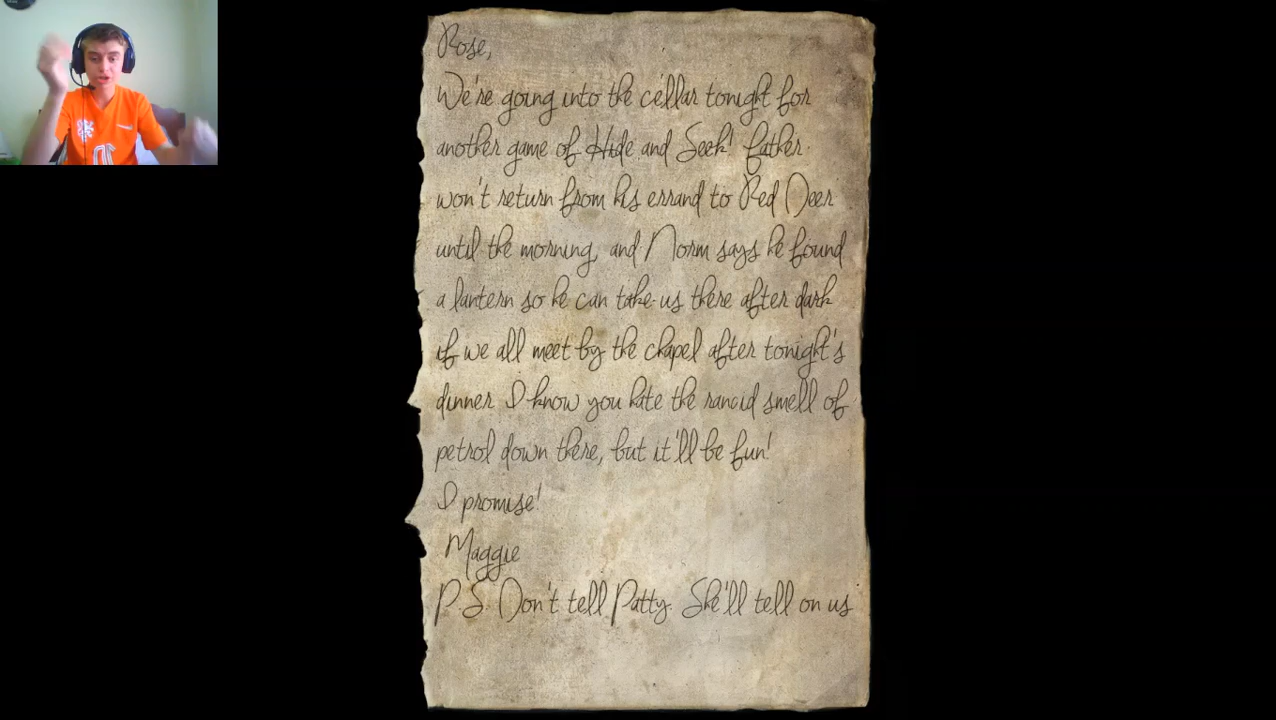 Rose,
We're going into the cellar tonight for
another game of Hide and Seek! Father
won't return from his errand to Red Deer
until the morning, and Norm says he found
a lantern so he can take us there after dark
if we all meet by the chapel after tonight's
dinner. I know you hate the rancid smell of
petrol down there, but it'll be fun!
I promise!
Maggie
P.S. Don't tell Patty. She'll tell on us